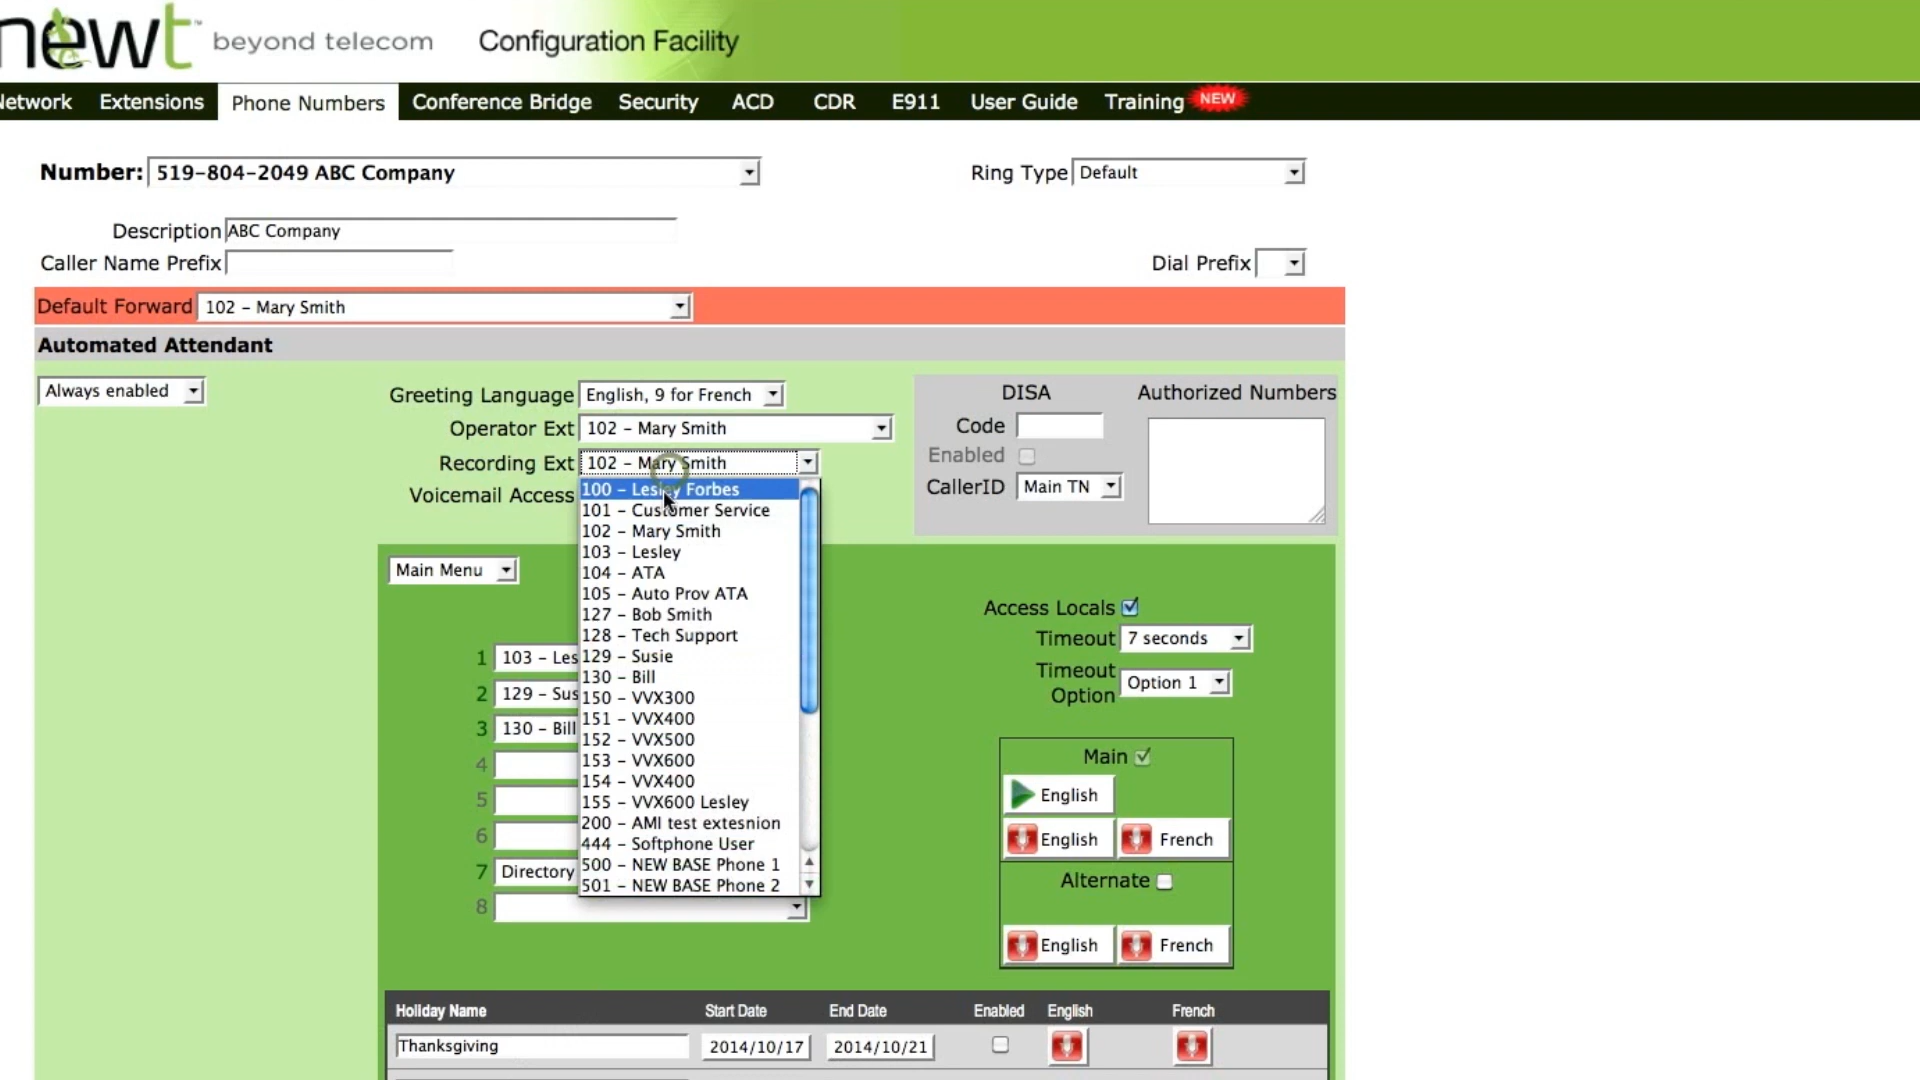 newt™ beyond telecom Configuration Facility
Network Extensions Phone Numbers Conference Bridge Security ACD CDR E911 User Guide Training NEW
Number: 519-804-2049 ABC Company Ring Type Default
Description ABC Company
Caller Name Prefix Dial Prefix
Default Forward 102 - Mary Smith
Automated Attendant
Always enabled
Greeting Language English, 9 for French
Operator Ext 102 - Mary Smith
Recording Ext 102 - Mary Smith
Voicemail Access
100 - Lesley Forbes
101 - Customer Service
102 - Mary Smith
103 - Lesley
104 - ATA
105 - Auto Prov ATA
127 - Bob Smith
128 - Tech Support
129 - Susie
130 - Bill
150 - VVX300
151 - VVX400
152 - VVX500
153 - VVX600
154 - VVX400
155 - VVX600 Lesley
200 - AMI test extesnion
444 - Softphone User
500 - NEW BASE Phone 1
501 - NEW BASE Phone 2
DISA Authorized Numbers
Code
Enabled
CallerID Main TN
Main Menu
1 103 - Les
2 129 - Sus
3 130 - Bill
4
5
6
7 Directory
8
Access Locals
Timeout 7 seconds
Timeout
Option Option 1
Main
English
English French
Alternate
English French
Holiday Name Start Date End Date Enabled English French
Thanksgiving 2014/10/17 2014/10/21